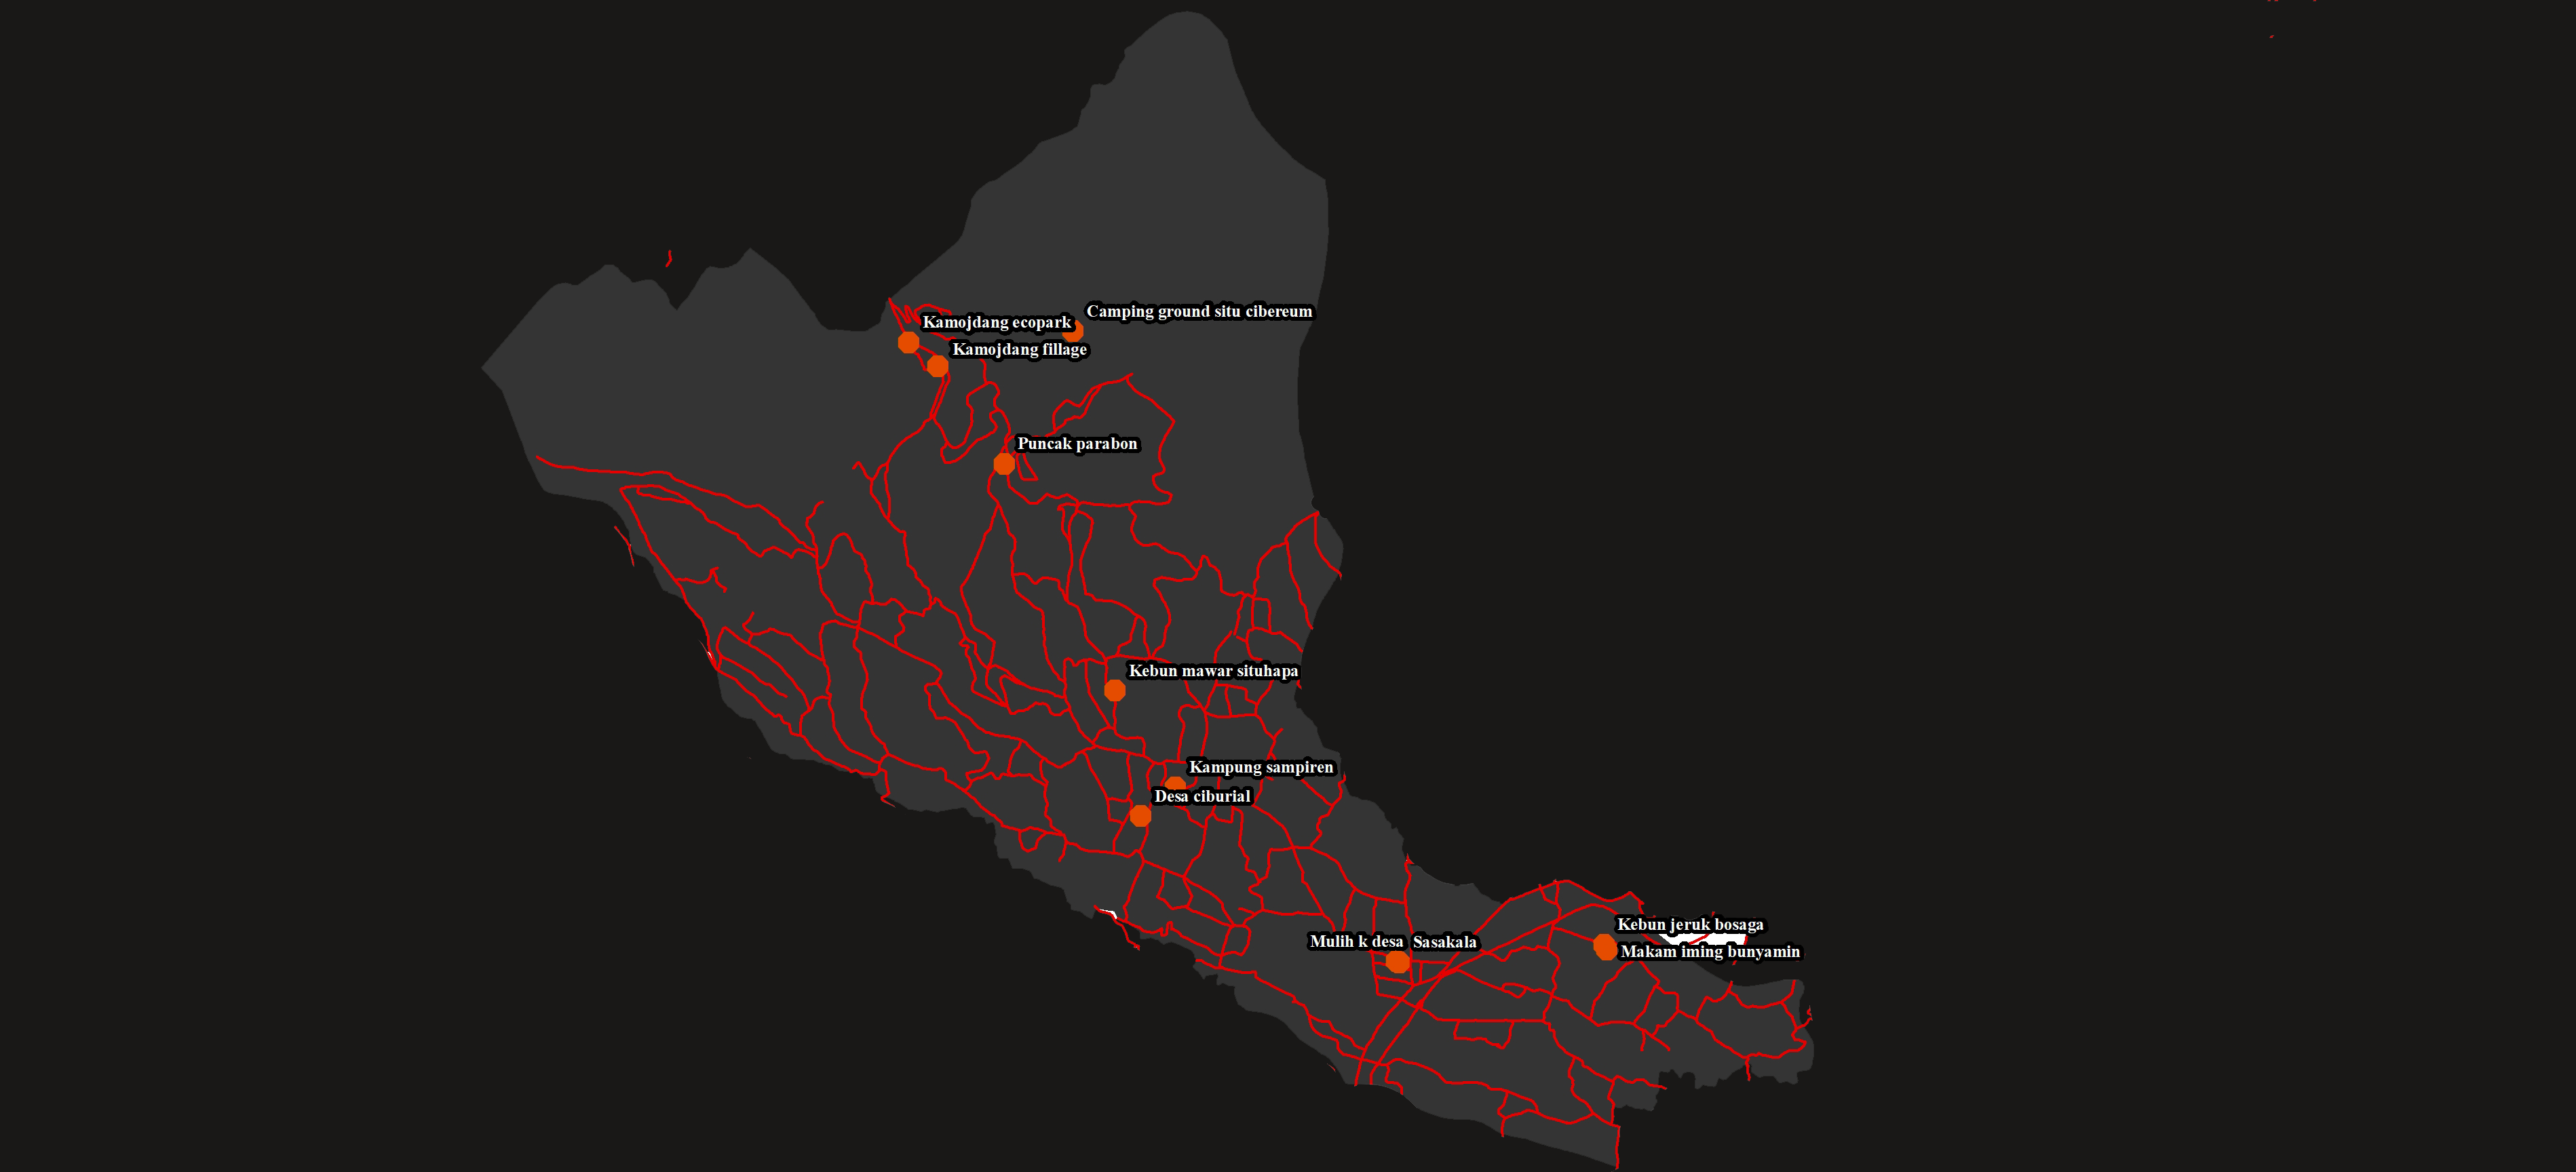 Camping ground situ cibereum
Kamojdang ecopark
Kamojdang fillage
Puncak parabon
Kebun mawar situhapa
Kampung sampiren
Desa ciburial
Kebun jeruk bosaga
Mulih k desa
Sasakala
Makam iming bunyamin